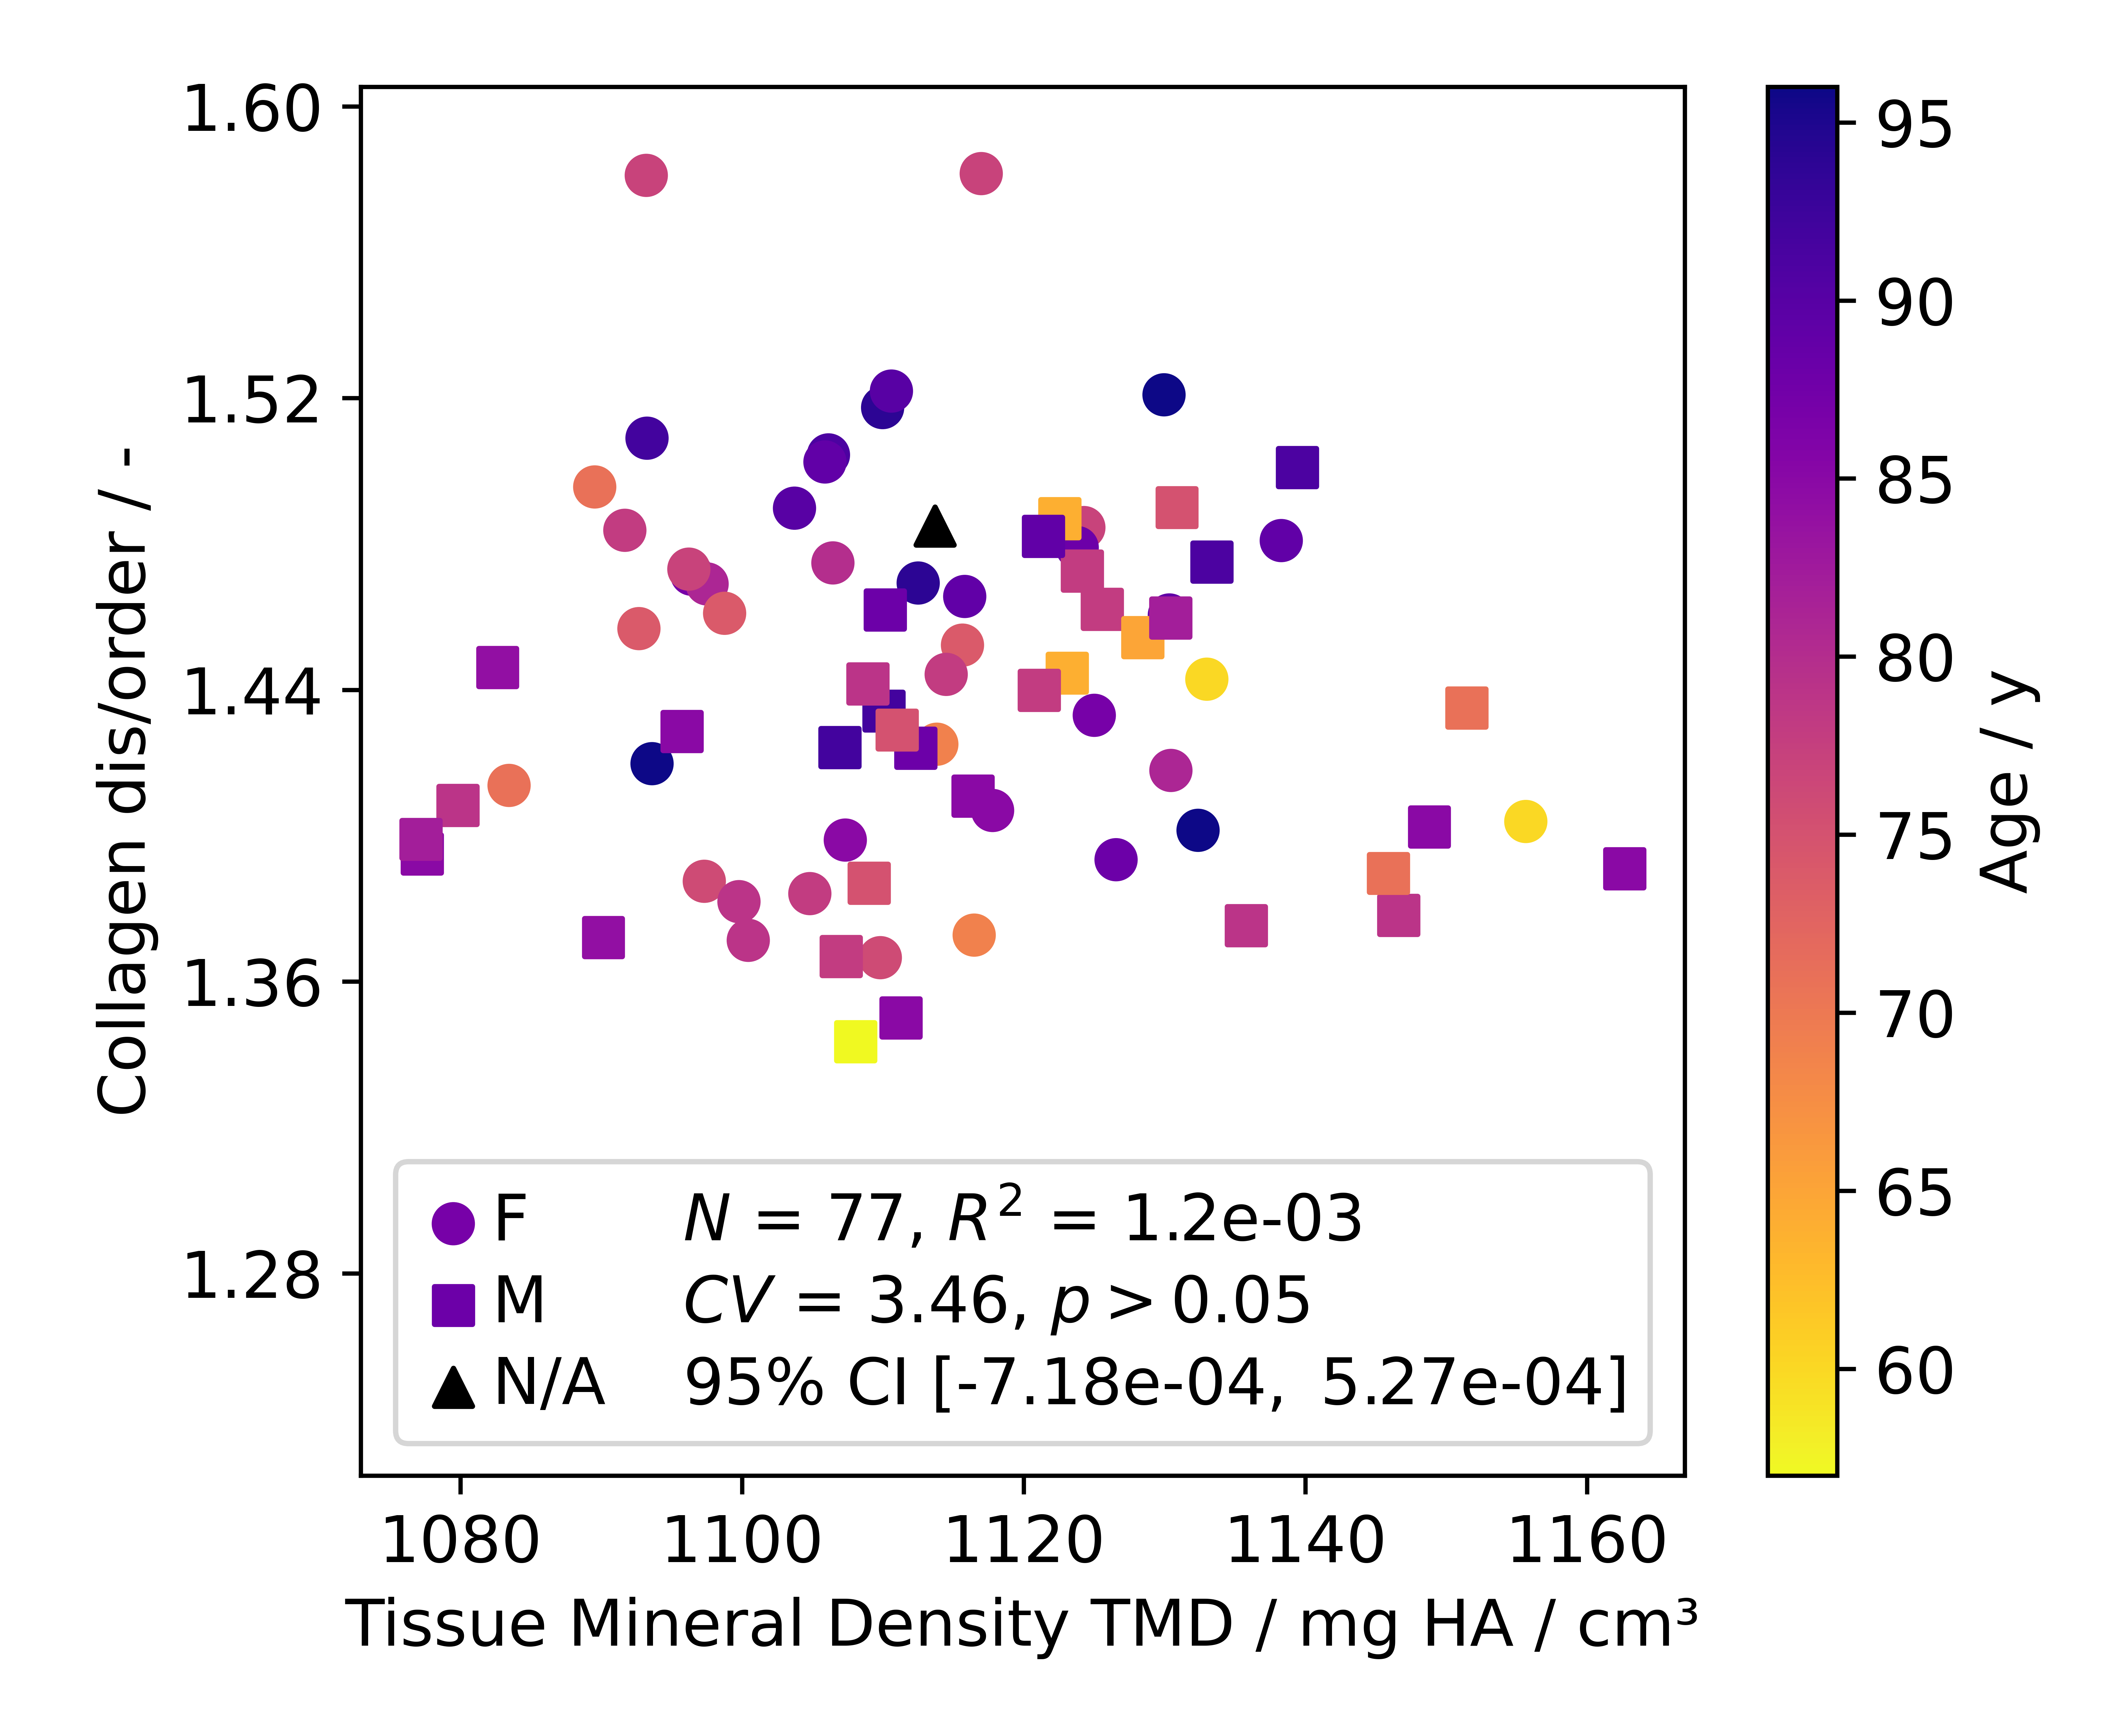 1.60
1.52
1.44
1.36
1.28
Collagen dis/order / -
1080 1100 1120 1140 1160
Tissue Mineral Density TMD / mg HA / cm³
F N = 77, R² = 1.2e-03
M CV = 3.46, p > 0.05
N/A 95% CI [-7.18e-04, 5.27e-04]
95
90
85
80
75
70
65
60
Age / y